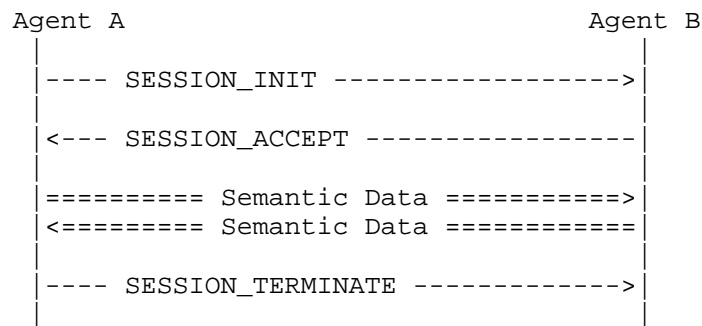 Agent A                                Agent B
|                                       |
|---- SESSION_INIT ------------------>|
|                                       |
|<--- SESSION_ACCEPT -----------------|
|                                       |
|========== Semantic Data ===========>|
|<========= Semantic Data ============|
|                                       |
|---- SESSION_TERMINATE ------------->|
|                                       |